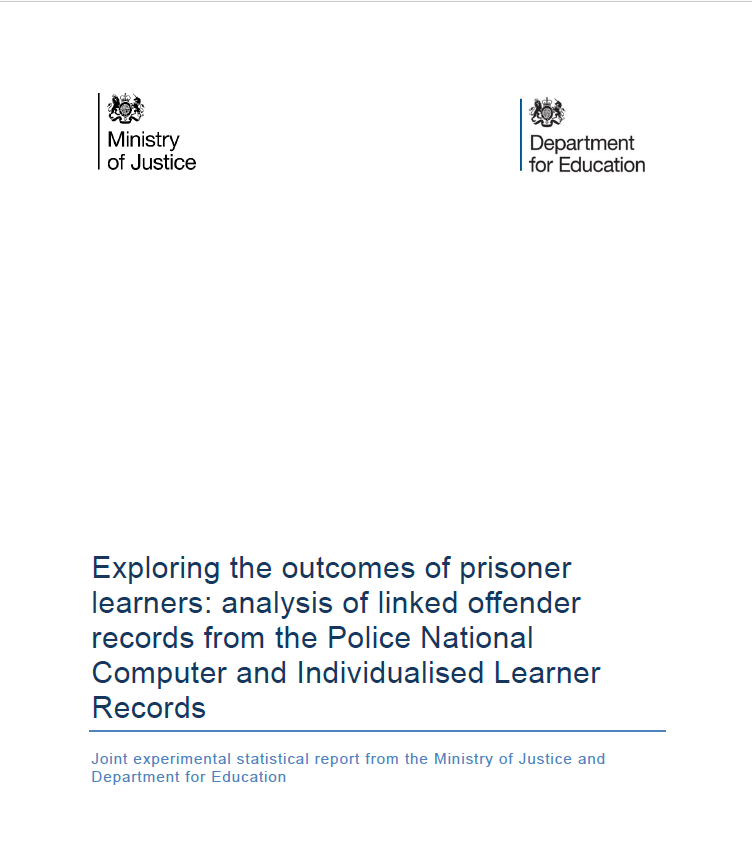 Ministry
of Justice
Department
for Education
Exploring the outcomes of prisoner
learners: analysis of linked offender
records from the Police National
Computer and Individualised Learner
Records
Joint experimental statistical report from the Ministry of Justice and
Department for Education